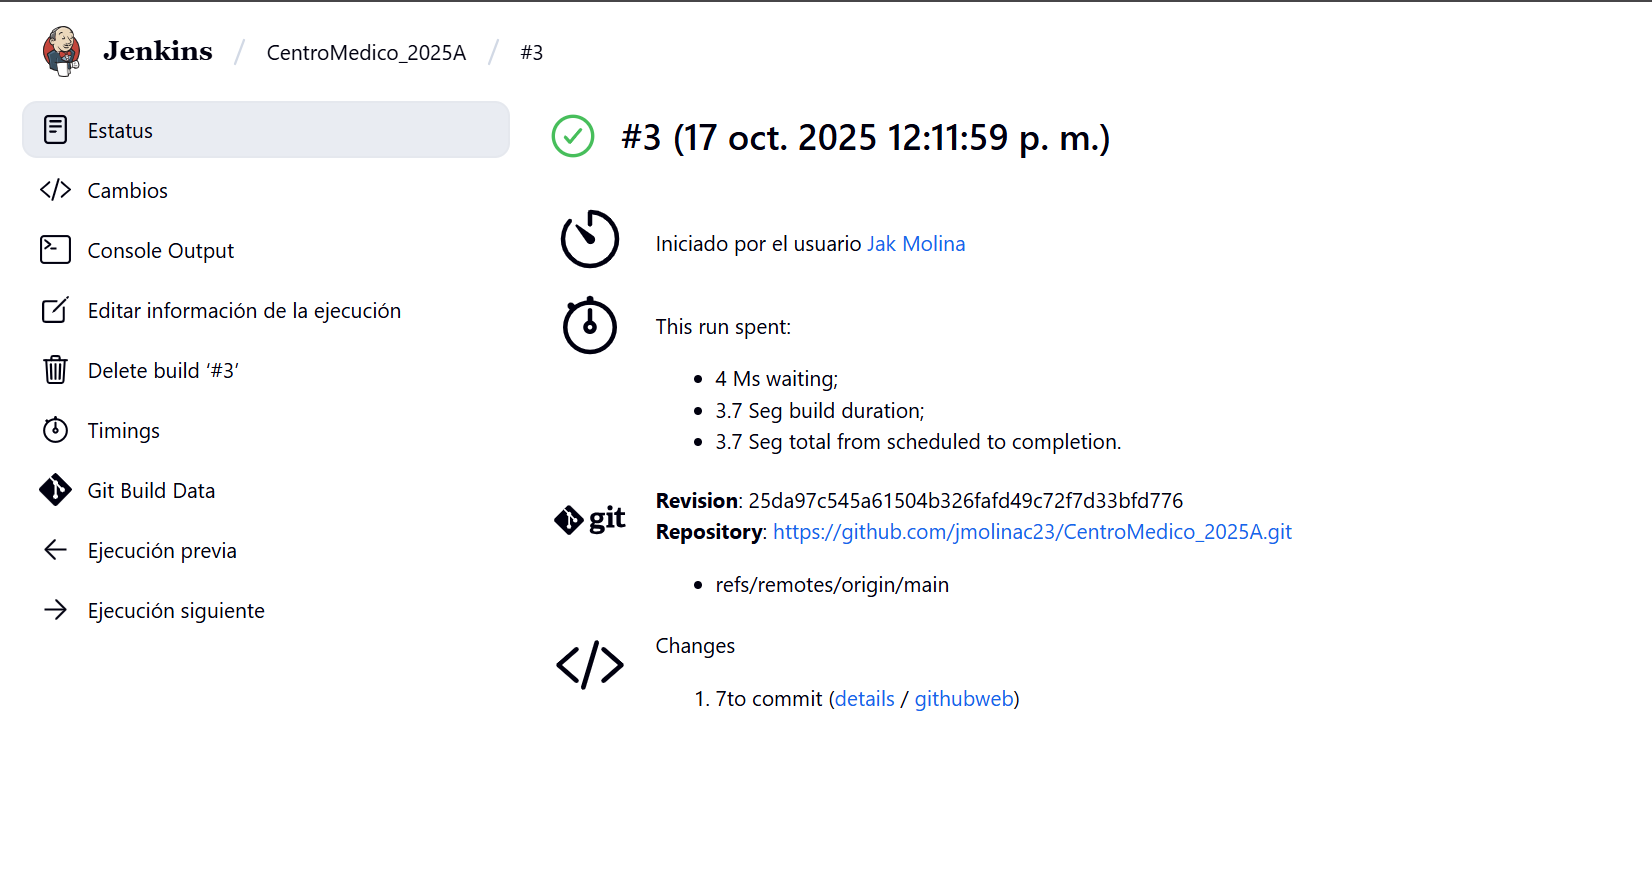 Jenkins / CentroMedico_2025A / #3
Estatus
Cambios
Console Output
Editar información de la ejecución
Delete build ‘#3’
Timings
Git Build Data
Ejecución previa
Ejecución siguiente
#3 (17 oct. 2025 12:11:59 p. m.)
Iniciado por el usuario Jak Molina
This run spent:
4 Ms waiting;
3.7 Seg build duration;
3.7 Seg total from scheduled to completion.
git
Revision: 25da97c545a61504b326fafd49c72f7d33bfd776
Repository: https://github.com/jmolinac23/CentroMedico_2025A.git
refs/remotes/origin/main
Changes
1. 7to commit (details / githubweb)